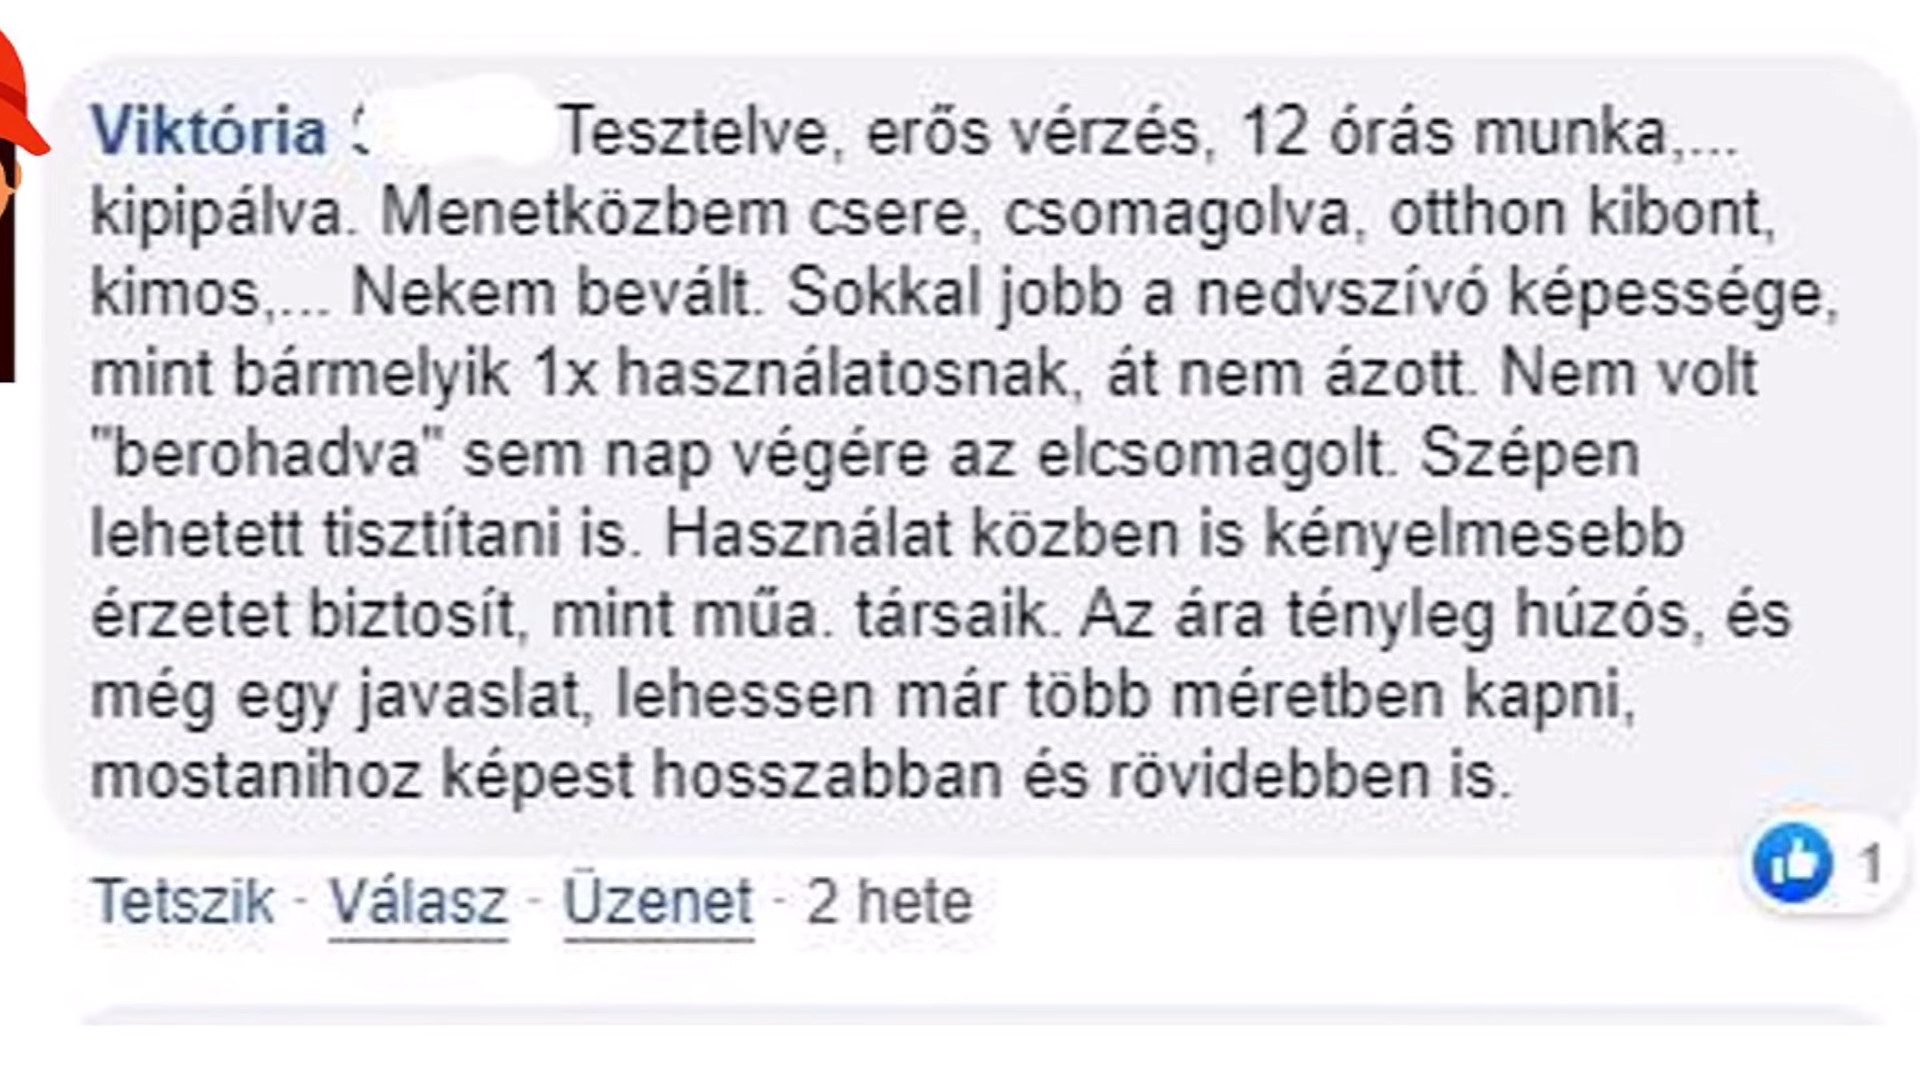 Viktória Tesztelve, erős vérzés, 12 órás munka,...
kipipálva. Menetközbem csere, csomagolva, otthon kibont,
kimos,... Nekem bevált. Sokkal jobb a nedvszívó képessége,
mint bármelyik 1x használatosnak, át nem ázott. Nem volt
"berohadva" sem nap végére az elcsomagolt. Szépen
lehetett tisztítani is. Használat közben is kényelmesebb
érzetet biztosít, mint műa. társaik. Az ára tényleg húzós, és
még egy javaslat, lehessen már több méretben kapni,
mostanihoz képest hosszabban és rövidebben is.
1
Tetszik · Válasz · Üzenet · 2 hete